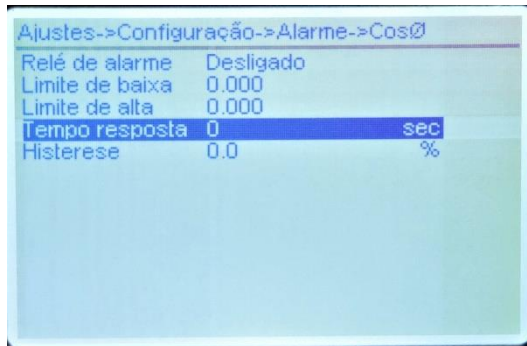 Ajustes->Configuração->Alarme->CosØ
Relé de alarme Desligado
Limite de baixa 0.000
Limite de alta 0.000
Tempo resposta 0 sec
Histerese 0.0 %